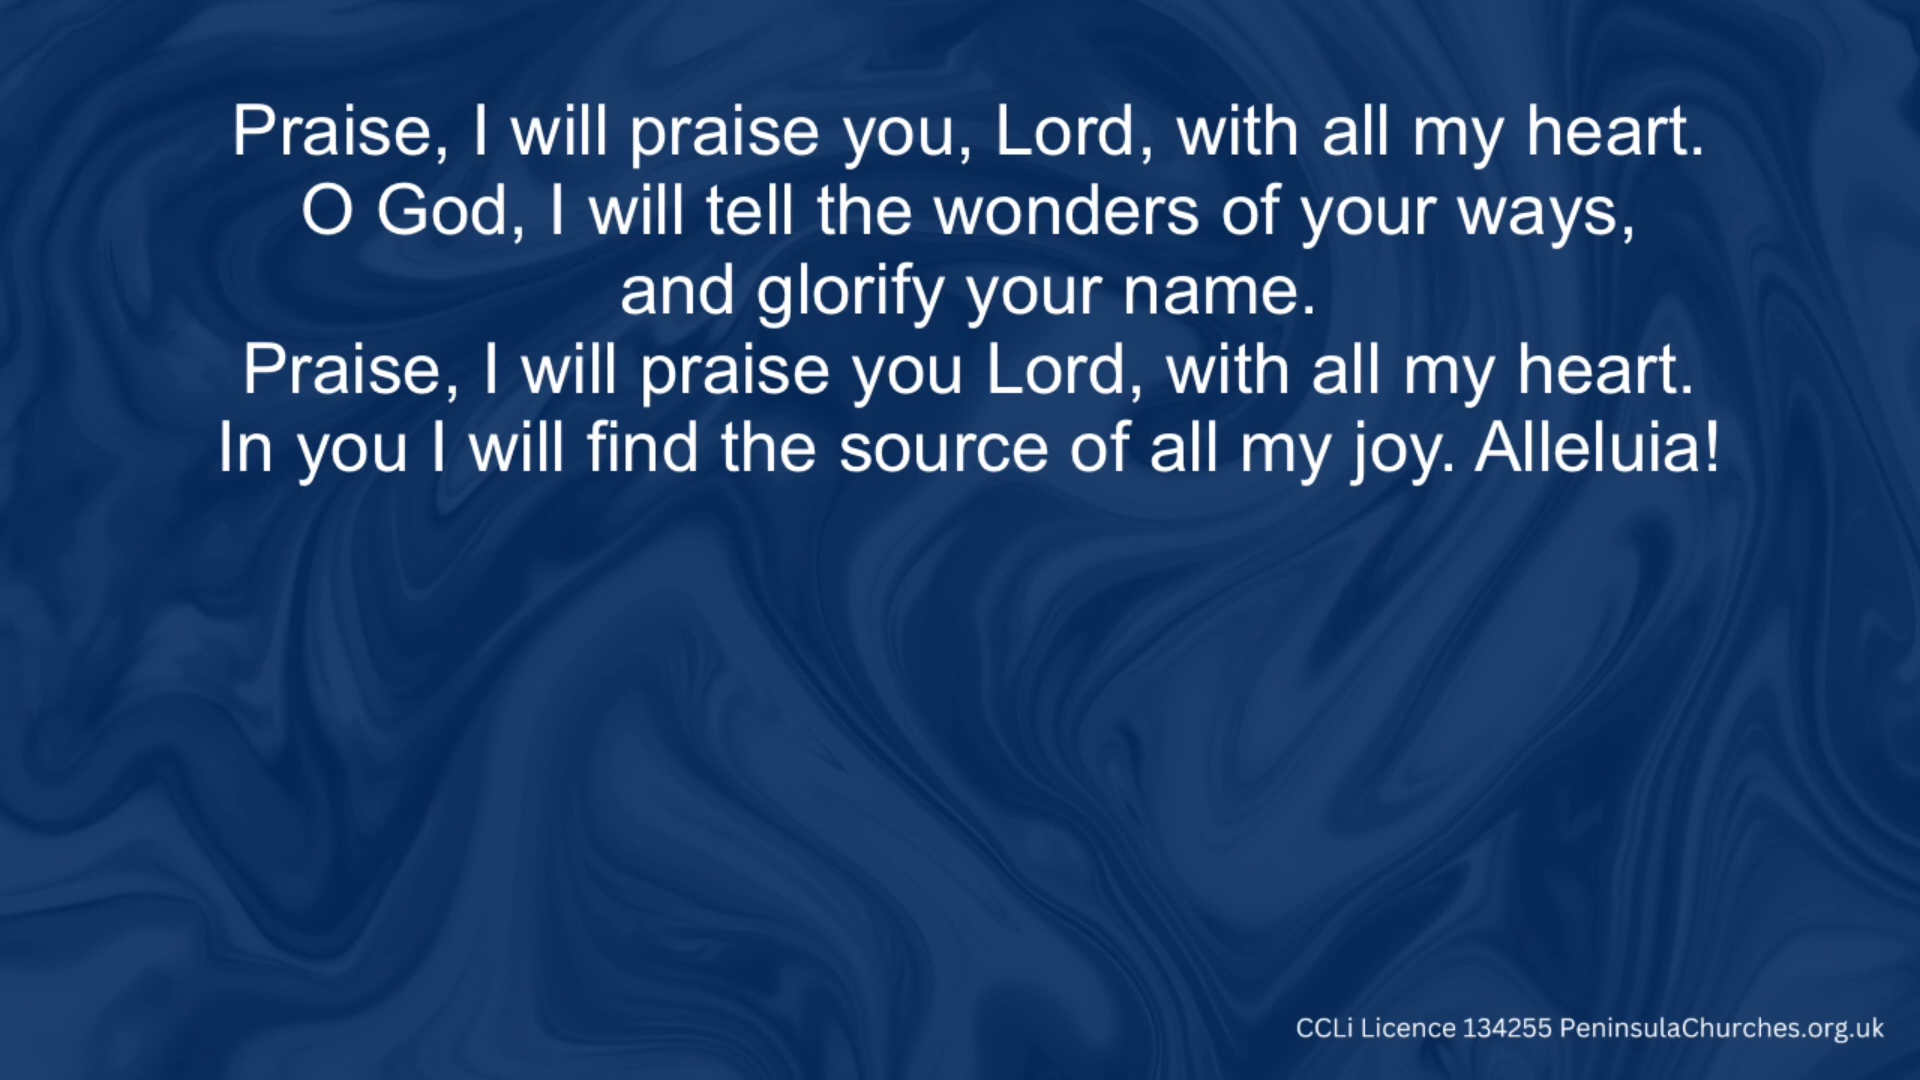 Praise, I will praise you, Lord, with all my heart.
O God, I will tell the wonders of your ways,
and glorify your name.
Praise, I will praise you Lord, with all my heart.
In you I will find the source of all my joy. Alleluia!
CCLi Licence 134255 PeninsulaChurches.org.uk